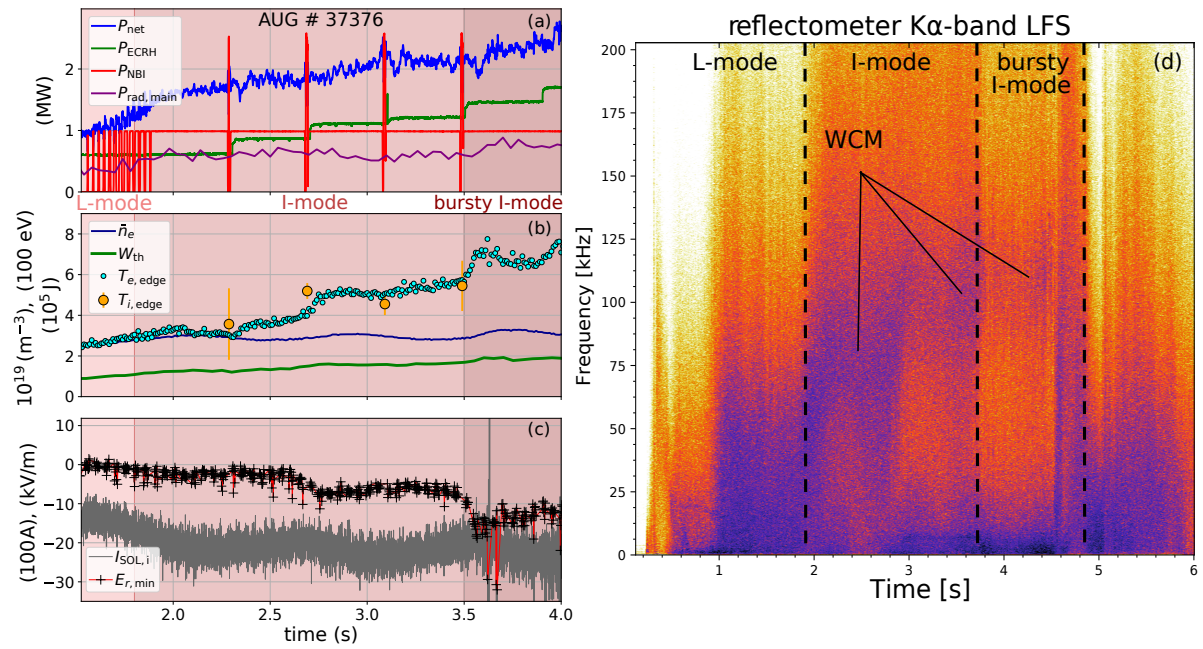 AUG # 37376
(a)
P_net
P_ECRH
P_NBI
P_rad, main
(MW)
2
1
0
L-mode
I-mode
bursty I-mode
(b)
n̄_e
W_th
T_e, edge
T_i, edge
10^19 (m^−3), (100 eV)
(10^5 J)
8
6
4
2
0
(c)
(100A), (kV/m)
10
0
−10
−20
−30
I_SOL, i
E_r, min
2.0
2.5
3.0
3.5
4.0
time (s)
reflectometer Kα-band LFS
L-mode
I-mode
bursty
I-mode
(d)
WCM
Frequency [kHz]
200
175
150
125
100
75
50
25
0
1
2
3
4
5
6
Time [s]